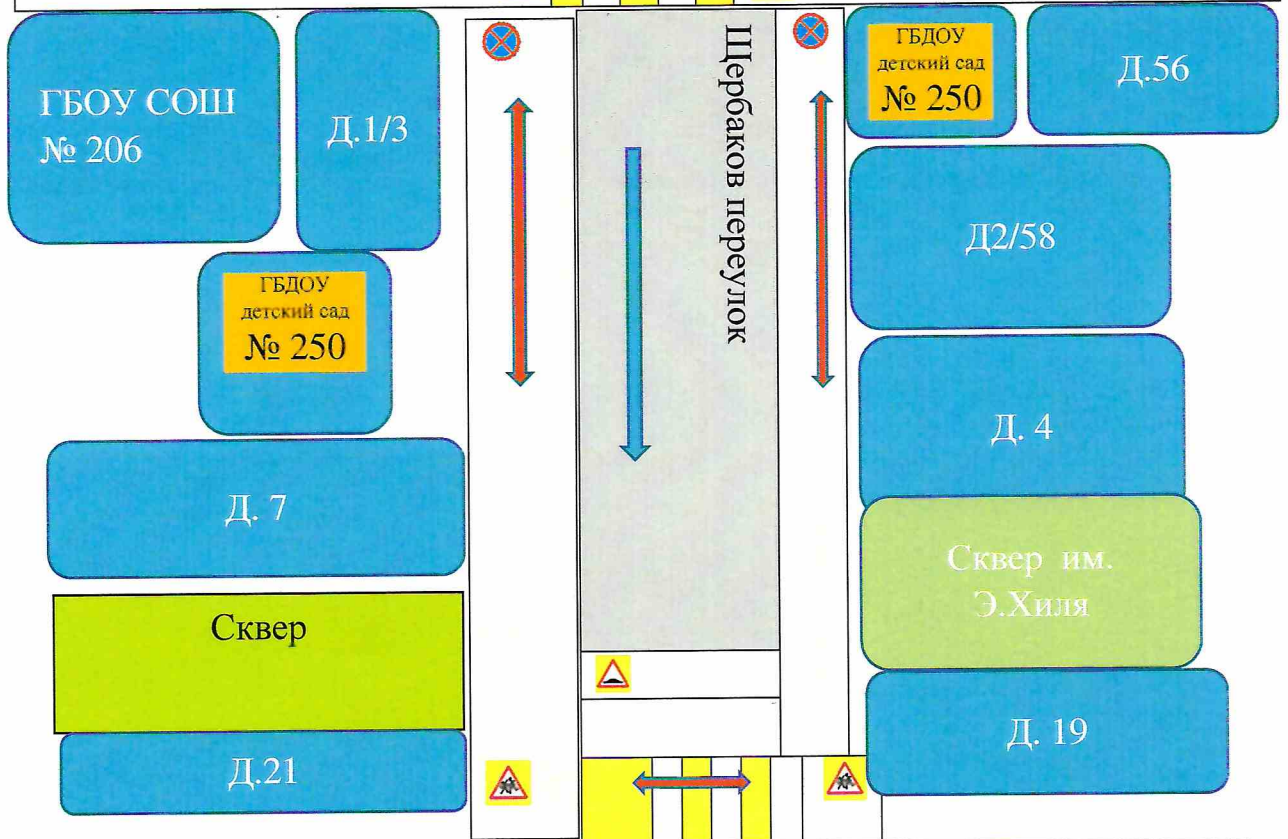 ГБОУ СОШ
№ 206
Д.1/3
ГБДОУ
детский сад
№ 250
Д. 7
Сквер
Д.21
Щербаков переулок
ГБДОУ
детский сад
№ 250
Д.56
Д2/58
Д. 4
Сквер им.
Э.Хиля
Д. 19